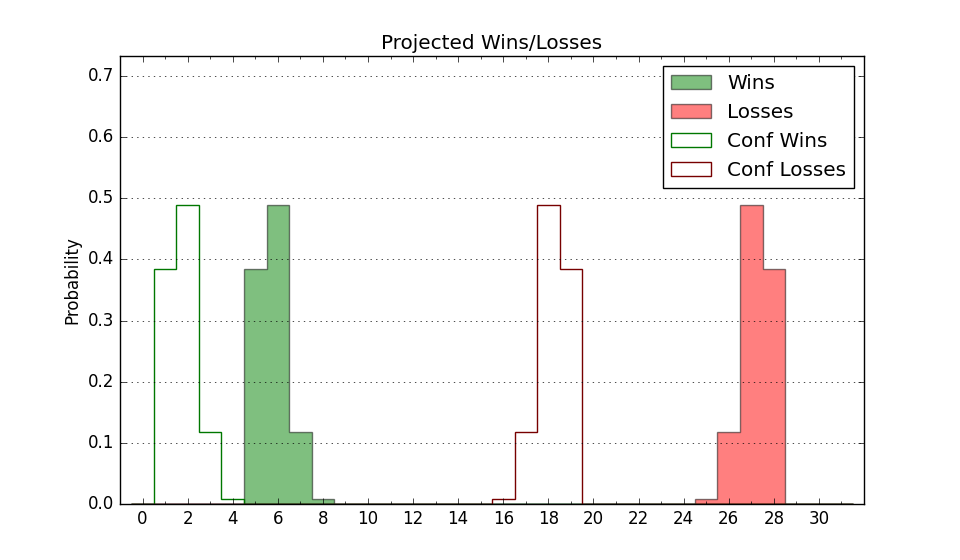 Projected Wins/Losses
Wins
Losses
Conf Wins
Conf Losses
Probability
0.7
0.6
0.5
0.4
0.3
0.2
0.1
0.0
0 2 4 6 8 10 12 14 16 18 20 22 24 26 28 30